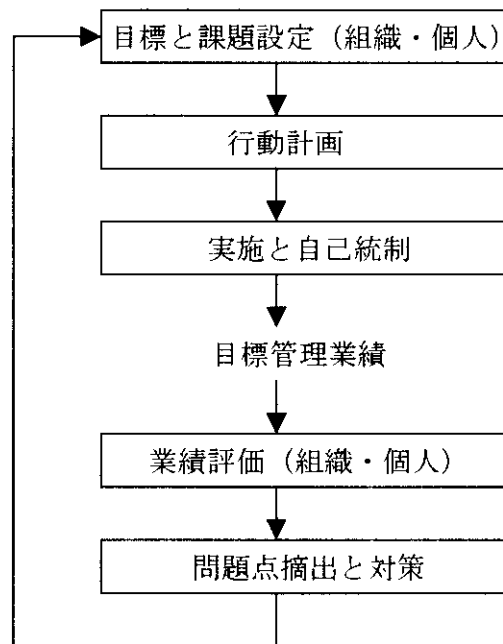 目標と課題設定（組織・個人）
行動計画
実施と自己統制
目標管理業績
業績評価（組織・個人）
問題点摘出と対策